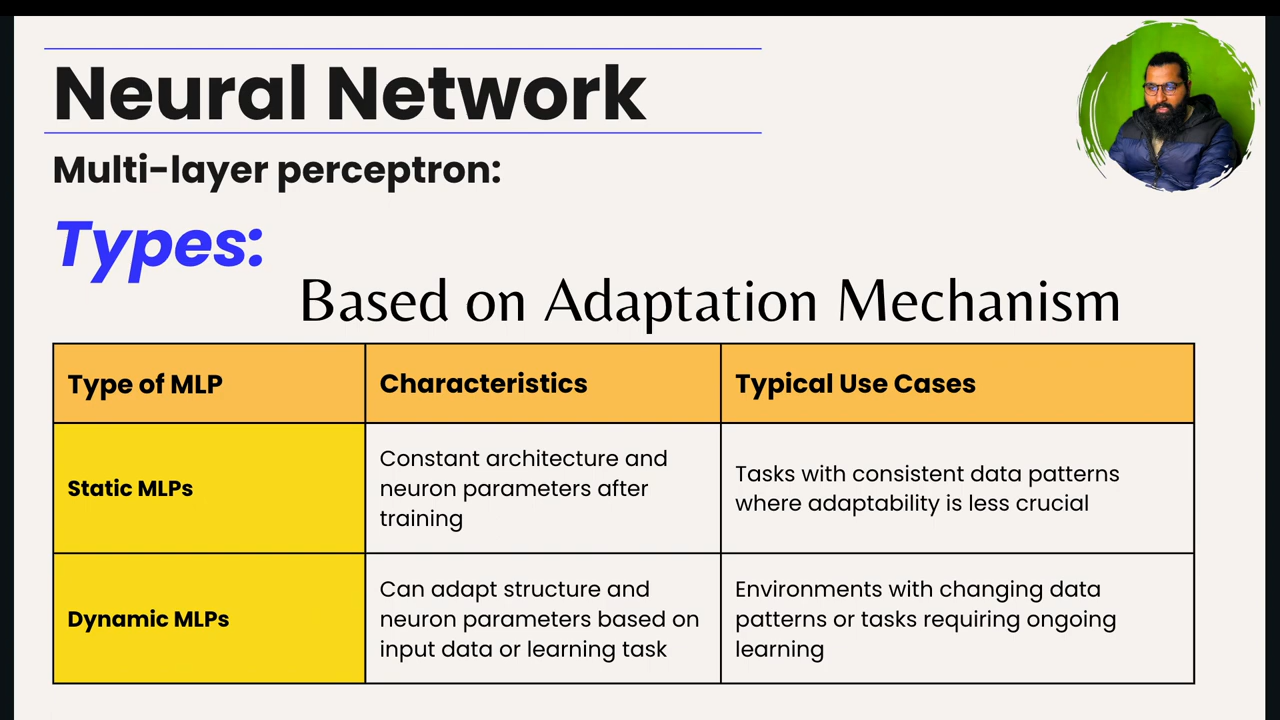 Neural Network
Multi-layer perceptron:
Types:
Based on Adaptation Mechanism
Type of MLP
Characteristics
Typical Use Cases
Static MLPs
Constant architecture and
neuron parameters after
training
Tasks with consistent data patterns
where adaptability is less crucial
Dynamic MLPs
Can adapt structure and
neuron parameters based on
input data or learning task
Environments with changing data
patterns or tasks requiring ongoing
learning